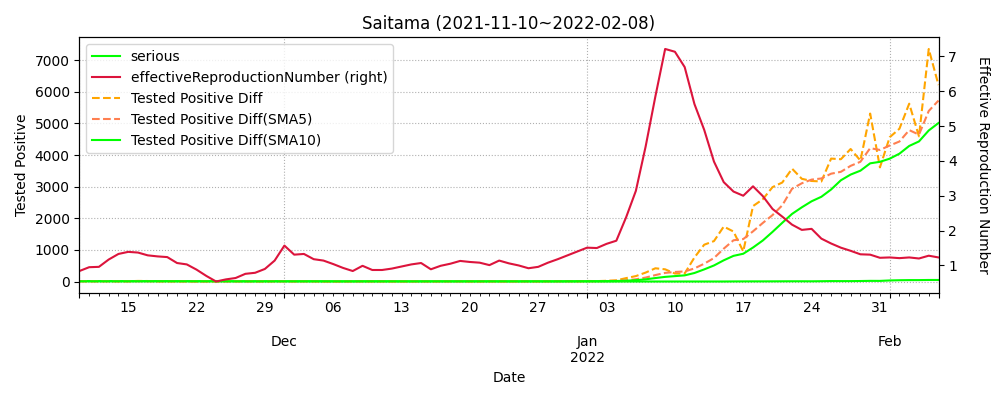 Saitama (2021-11-10~2022-02-08)
serious
effectiveReproductionNumber (right)
Tested Positive Diff
Tested Positive Diff(SMA5)
Tested Positive Diff(SMA10)
Tested Positive
7000
6000
5000
4000
3000
2000
1000
0
7
6
5
4
3
2
1
Effective Reproduction Number
15 22 29 06 13 20 27 03 10 17 24 31
Dec Jan Feb
2022
Date